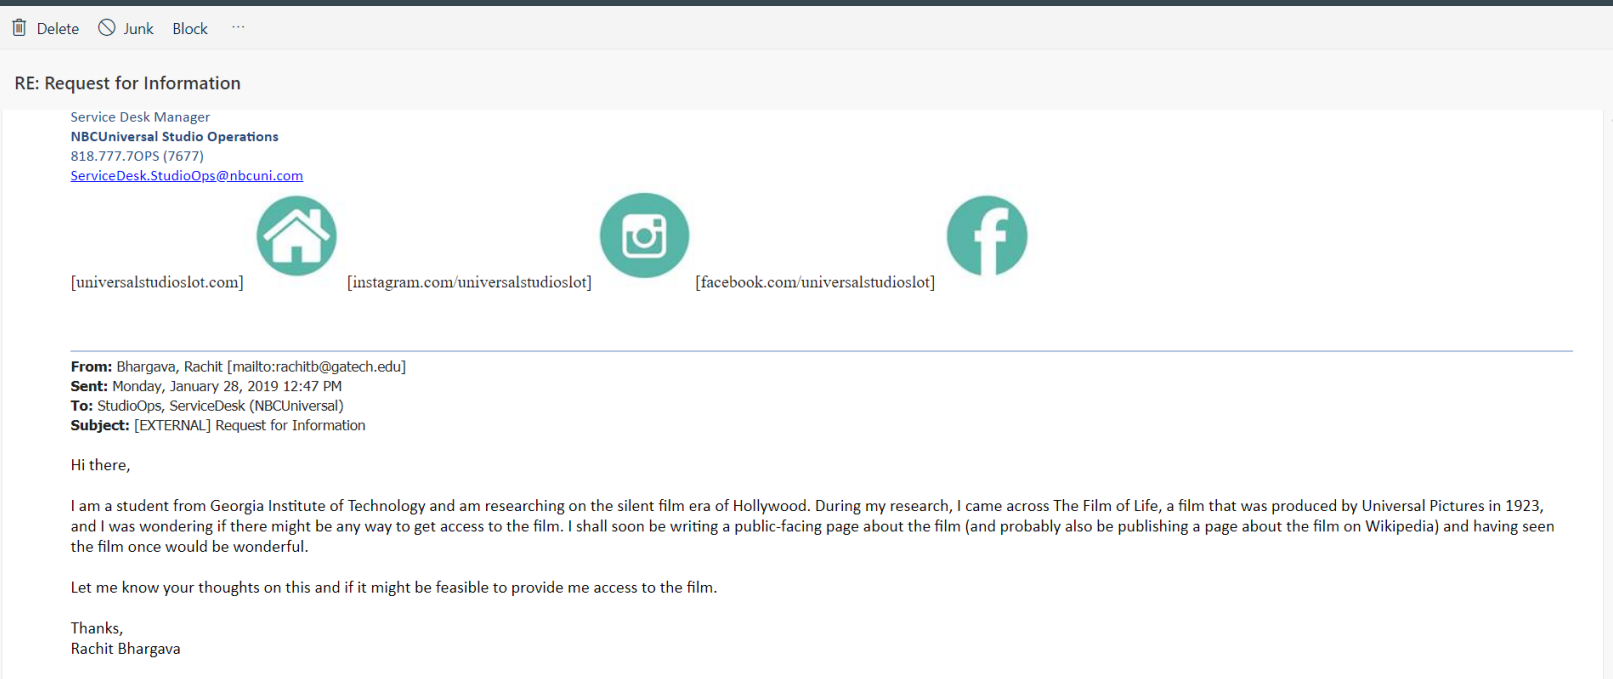 Delete Junk Block ...
RE: Request for Information
Service Desk Manager
NBCUniversal Studio Operations
818.777.7OPS (7677)
ServiceDesk.StudioOps@nbcuni.com
[universalstudioslot.com] [instagram.com/universalstudioslot] [facebook.com/universalstudioslot]
From: Bhargava, Rachit [mailto:rachitb@gatech.edu]
Sent: Monday, January 28, 2019 12:47 PM
To: StudioOps, ServiceDesk (NBCUniversal)
Subject: [EXTERNAL] Request for Information
Hi there,
I am a student from Georgia Institute of Technology and am researching on the silent film era of Hollywood. During my research, I came across The Film of Life, a film that was produced by Universal Pictures in 1923,
and I was wondering if there might be any way to get access to the film. I shall soon be writing a public-facing page about the film (and probably also be publishing a page about the film on Wikipedia) and having seen
the film once would be wonderful.
Let me know your thoughts on this and if it might be feasible to provide me access to the film.
Thanks,
Rachit Bhargava